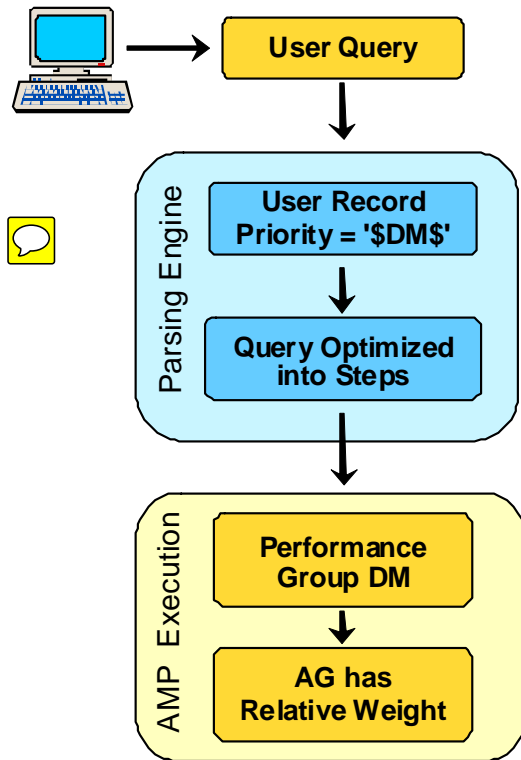 User Query
Parsing Engine
User Record
Priority = '$DM$'
Query Optimized
into Steps
AMP Execution
Performance
Group DM
AG has
Relative Weight